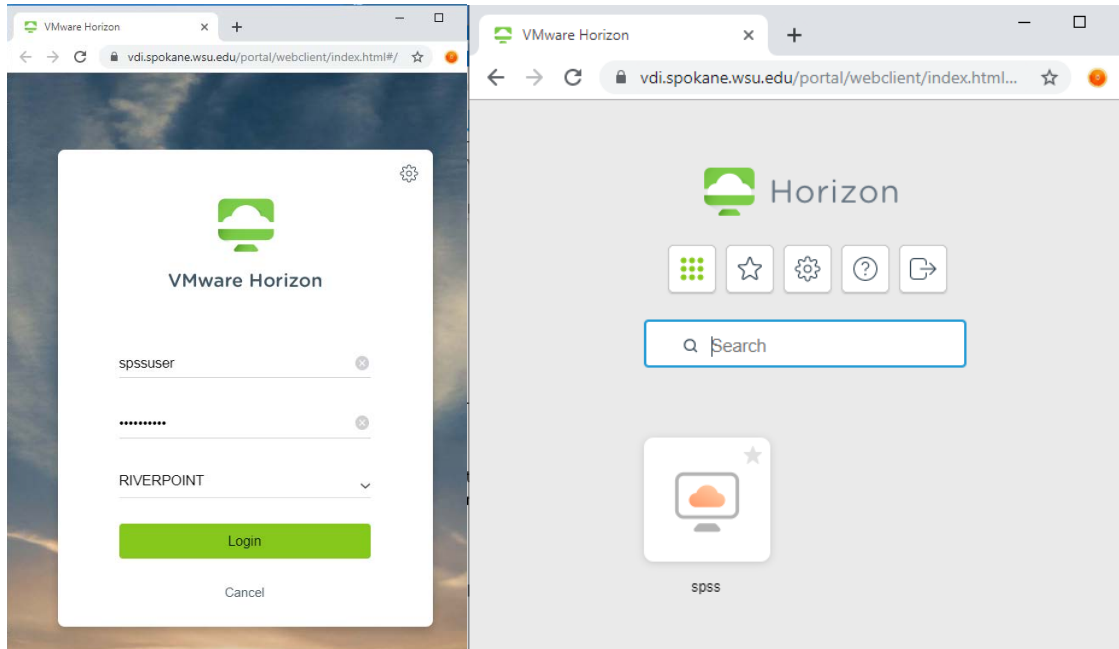 VMware Horizon
vdi.spokane.wsu.edu/portal/webclient/index.html#/
VMware Horizon
spssuser
••••••••••
RIVERPOINT
Login
Cancel
VMware Horizon
vdi.spokane.wsu.edu/portal/webclient/index.html...
Horizon
Search
spss